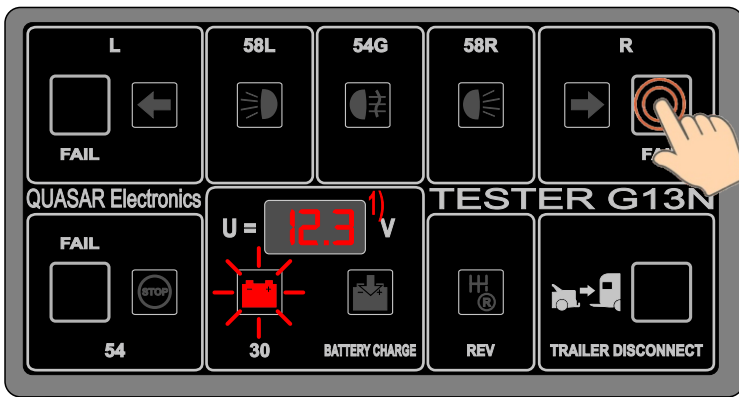 L
58L
54G
58R
R
FAIL
FA
QUASAR Electronics
TESTER G13N
FAIL
STOP
54
U = 12.3 1) V
30
BATTERY CHARGE
R
REV
TRAILER DISCONNECT